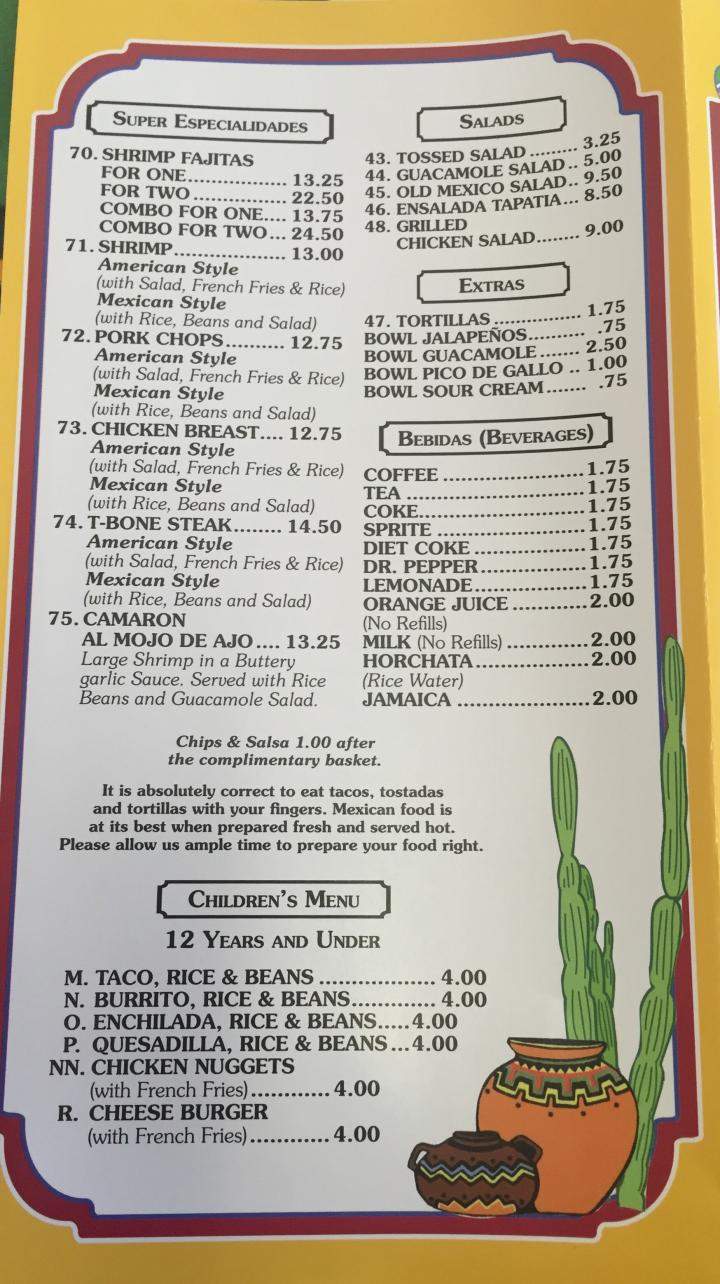 SUPER ESPECIALIDADES
70. SHRIMP FAJITAS
FOR ONE................. 13.25
FOR TWO ................ 22.50
COMBO FOR ONE.... 13.75
COMBO FOR TWO... 24.50
71. SHRIMP................... 13.00
American Style
(with Salad, French Fries & Rice)
Mexican Style
(with Rice, Beans and Salad)
72. PORK CHOPS.......... 12.75
American Style
(with Salad, French Fries & Rice)
Mexican Style
(with Rice, Beans and Salad)
73. CHICKEN BREAST.... 12.75
American Style
(with Salad, French Fries & Rice)
Mexican Style
(with Rice, Beans and Salad)
74. T-BONE STEAK........ 14.50
American Style
(with Salad, French Fries & Rice)
Mexican Style
(with Rice, Beans and Salad)
75. CAMARON
AL MOJO DE AJO.... 13.25
Large Shrimp in a Buttery
garlic Sauce. Served with Rice
Beans and Guacamole Salad.
SALADS
43. TOSSED SALAD ........ 3.25
44. GUACAMOLE SALAD.. 5.00
45. OLD MEXICO SALAD.. 9.50
46. ENSALADA TAPATIA... 8.50
48. GRILLED
CHICKEN SALAD........ 9.00
EXTRAS
47. TORTILLAS ............... 1.75
BOWL JALAPEÑOS.......... .75
BOWL GUACAMOLE....... 2.50
BOWL PICO DE GALLO .. 1.00
BOWL SOUR CREAM....... .75
BEBIDAS (BEVERAGES)
COFFEE ........................1.75
TEA ..............................1.75
COKE............................1.75
SPRITE .........................1.75
DIET COKE ...................1.75
DR. PEPPER..................1.75
LEMONADE...................1.75
ORANGE JUICE .............2.00
(No Refills)
MILK (No Refills) ..............2.00
HORCHATA...................2.00
(Rice Water)
JAMAICA .......................2.00
Chips & Salsa 1.00 after
the complimentary basket.
It is absolutely correct to eat tacos, tostadas
and tortillas with your fingers. Mexican food is
at its best when prepared fresh and served hot.
Please allow us ample time to prepare your food right.
CHILDREN'S MENU
12 YEARS AND UNDER
M. TACO, RICE & BEANS .................. 4.00
N. BURRITO, RICE & BEANS............. 4.00
O. ENCHILADA, RICE & BEANS.....4.00
P. QUESADILLA, RICE & BEANS...4.00
NN. CHICKEN NUGGETS
(with French Fries)............ 4.00
R. CHEESE BURGER
(with French Fries)............ 4.00